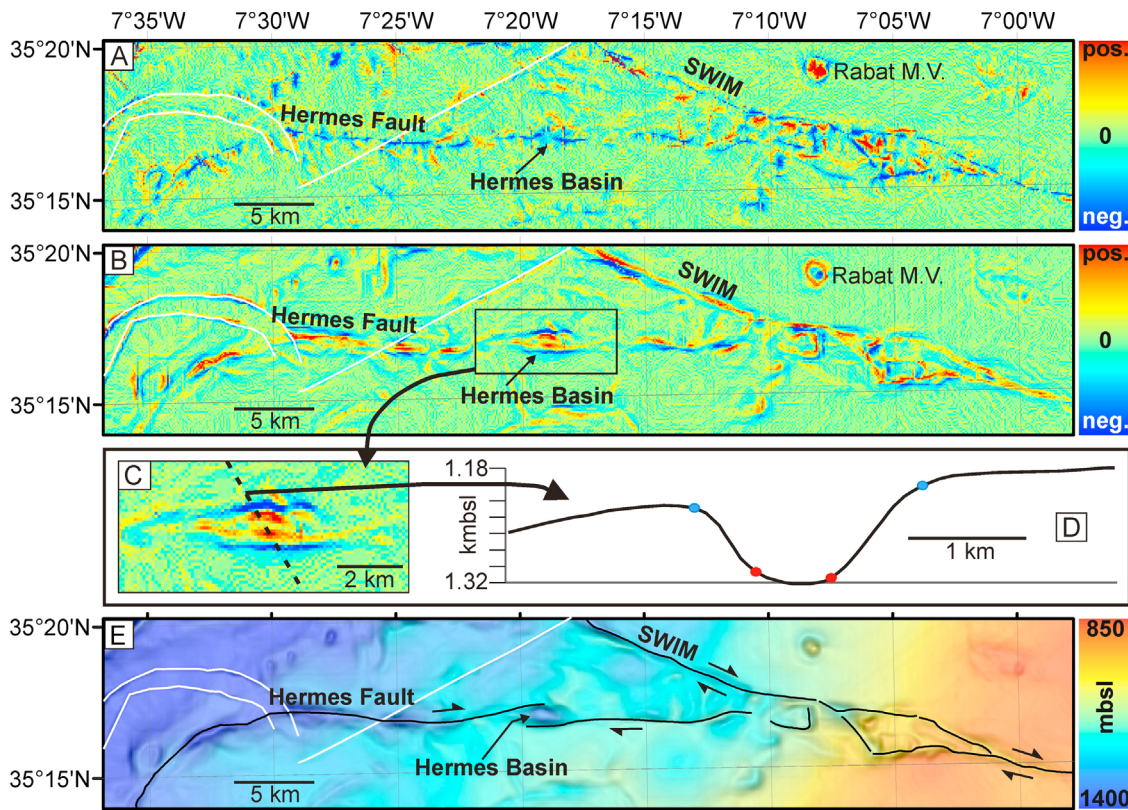 7°35'W 7°30'W 7°25'W 7°20'W 7°15'W 7°10'W 7°05'W 7°00'W
35°20'N
A
SWIM
Rabat M.V.
Hermes Fault
Hermes Basin
35°15'N
5 km
pos.
0
neg.
35°20'N
B
SWIM
Rabat M.V.
Hermes Fault
Hermes Basin
35°15'N
5 km
pos.
0
neg.
C
2 km
1.18
kmbsl
1.32
1 km
D
35°20'N
E
SWIM
Hermes Fault
Hermes Basin
35°15'N
5 km
850
mbsl
1400